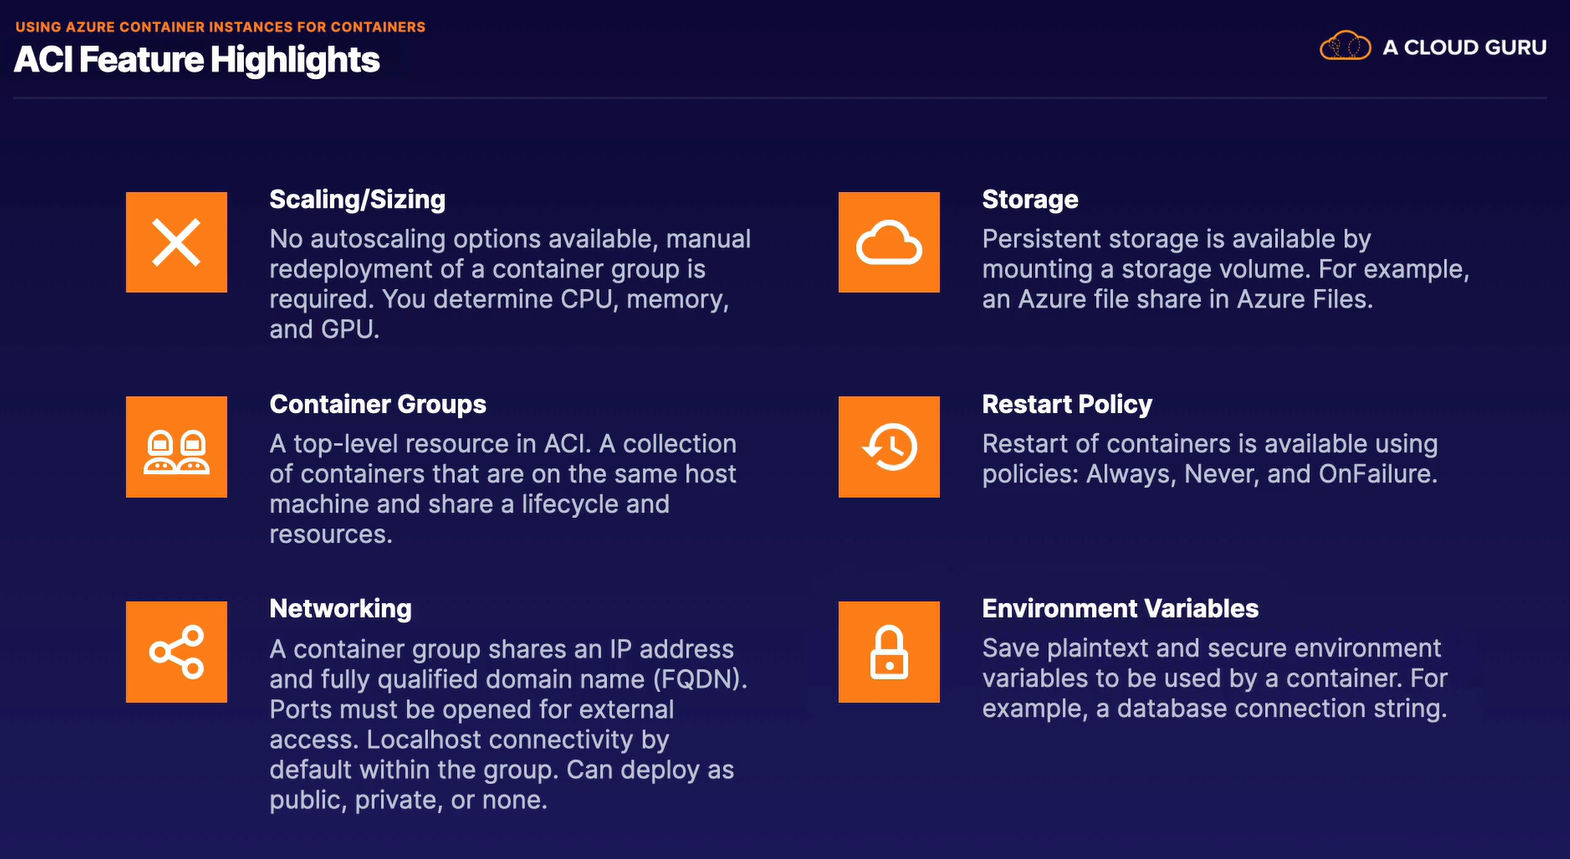 USING AZURE CONTAINER INSTANCES FOR CONTAINERS
ACI Feature Highlights
A CLOUD GURU
Scaling/Sizing
No autoscaling options available, manual
redeployment of a container group is
required. You determine CPU, memory,
and GPU.
Storage
Persistent storage is available by
mounting a storage volume. For example,
an Azure file share in Azure Files.
Container Groups
A top-level resource in ACI. A collection
of containers that are on the same host
machine and share a lifecycle and
resources.
Restart Policy
Restart of containers is available using
policies: Always, Never, and OnFailure.
Networking
A container group shares an IP address
and fully qualified domain name (FQDN).
Ports must be opened for external
access. Localhost connectivity by
default within the group. Can deploy as
public, private, or none.
Environment Variables
Save plaintext and secure environment
variables to be used by a container. For
example, a database connection string.